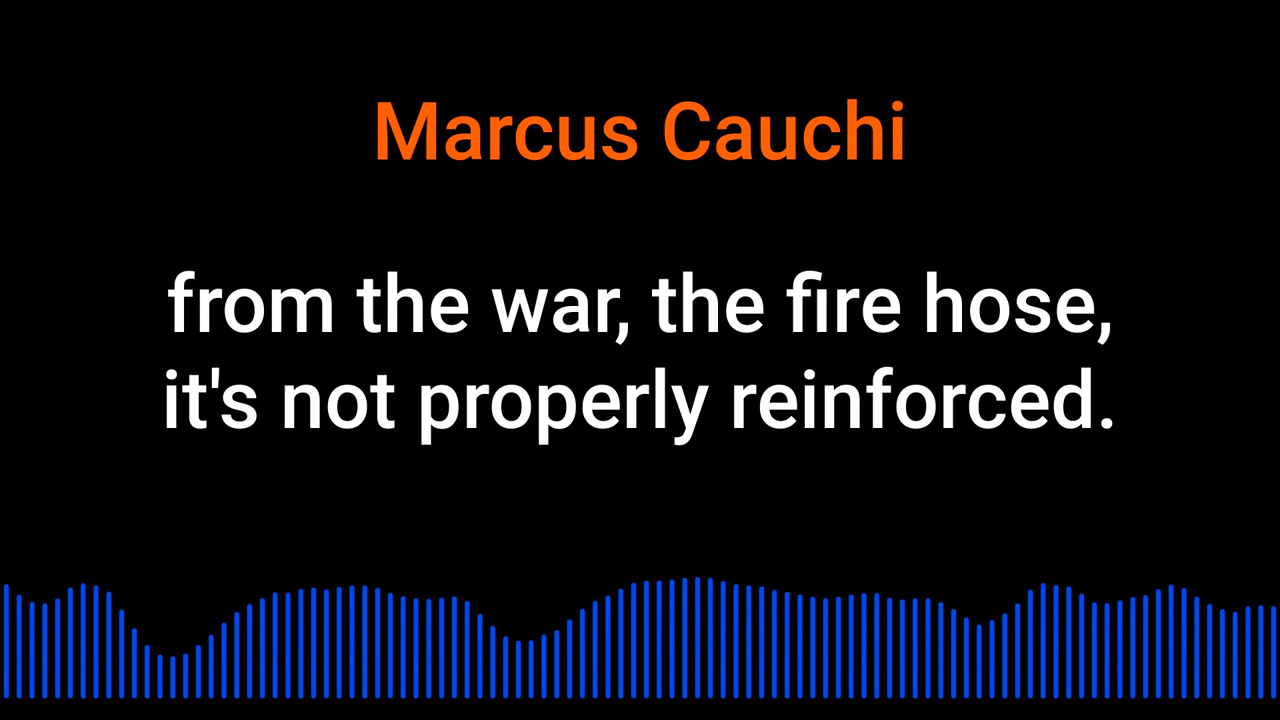 Marcus Cauchi
from the war, the fire hose,
it's not properly reinforced.